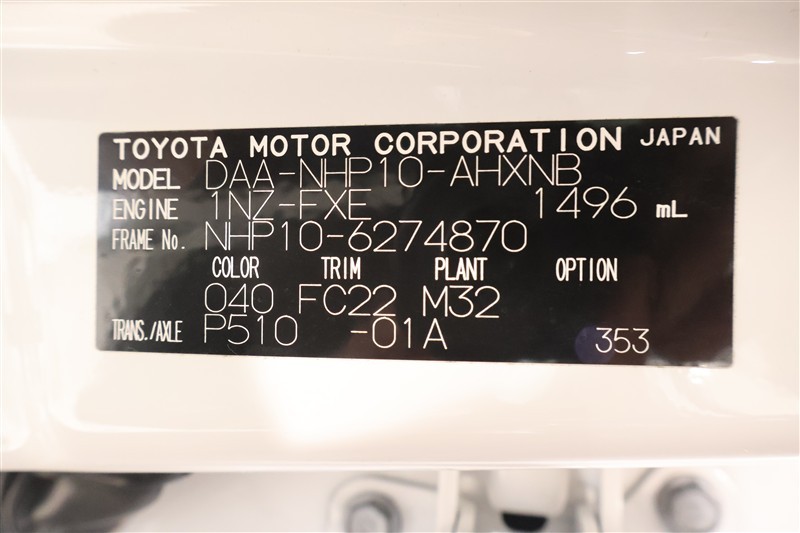 TOYOTA MOTOR CORPORATION JAPAN
MODEL DAA-NHP10-AHXNB
ENGINE 1NZ-FXE 1496 mL
FRAME No. NHP10-6274870
COLOR TRIM PLANT OPTION
040 FC22 M32
TRANS./AXLE P510 -01A 353